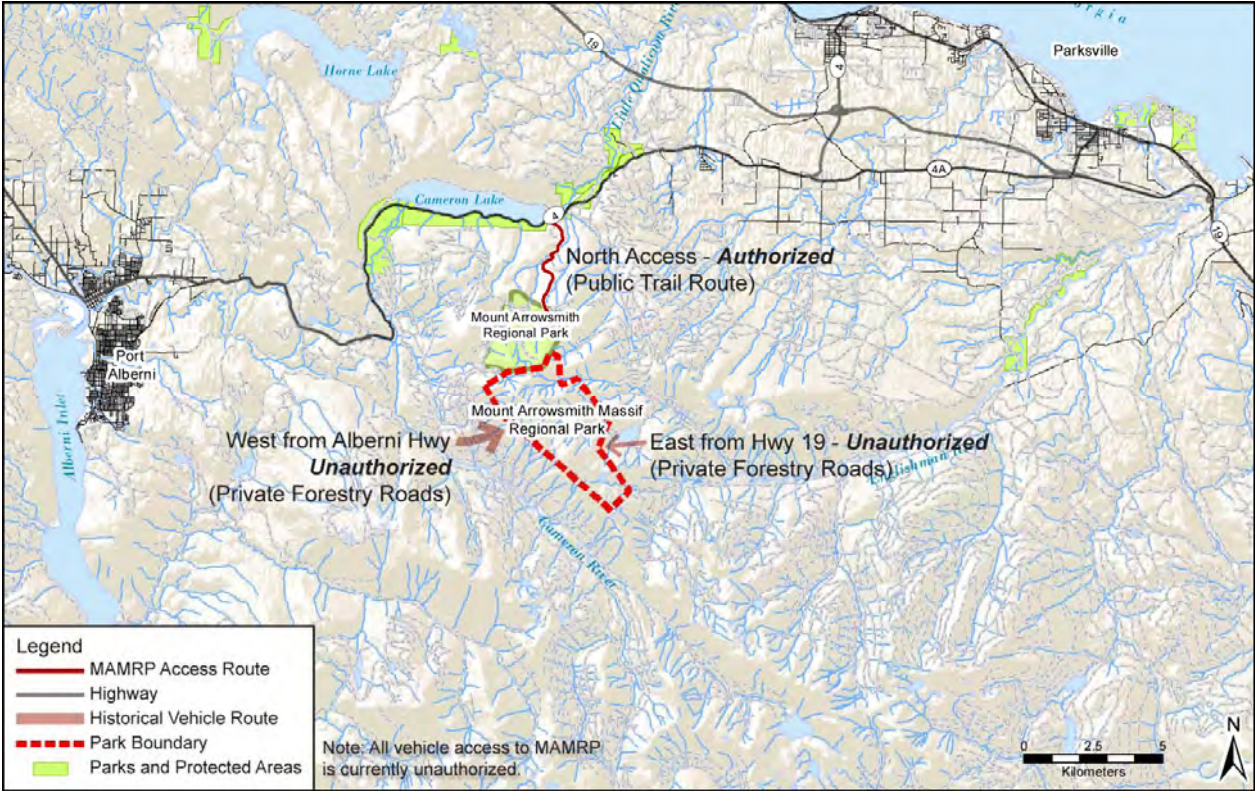 Georgia
19
Parksville
4
Horne Lake
Little Qualicum River
4A
Cameron Lake
4
19
North Access - Authorized
(Public Trail Route)
Mount Arrowsmith
Regional Park
Port
Alberni
Alberni Inlet
Mount Arrowsmith Massif
Regional Park
West from Alberni Hwy
Unauthorized
(Private Forestry Roads)
East from Hwy 19 - Unauthorized
(Private Forestry Roads)
Cameron River
Legend
MAMRP Access Route
Highway
Historical Vehicle Route
Park Boundary
Parks and Protected Areas
Note: All vehicle access to MAMRP
is currently unauthorized.
0 2.5 5
Kilometers
N